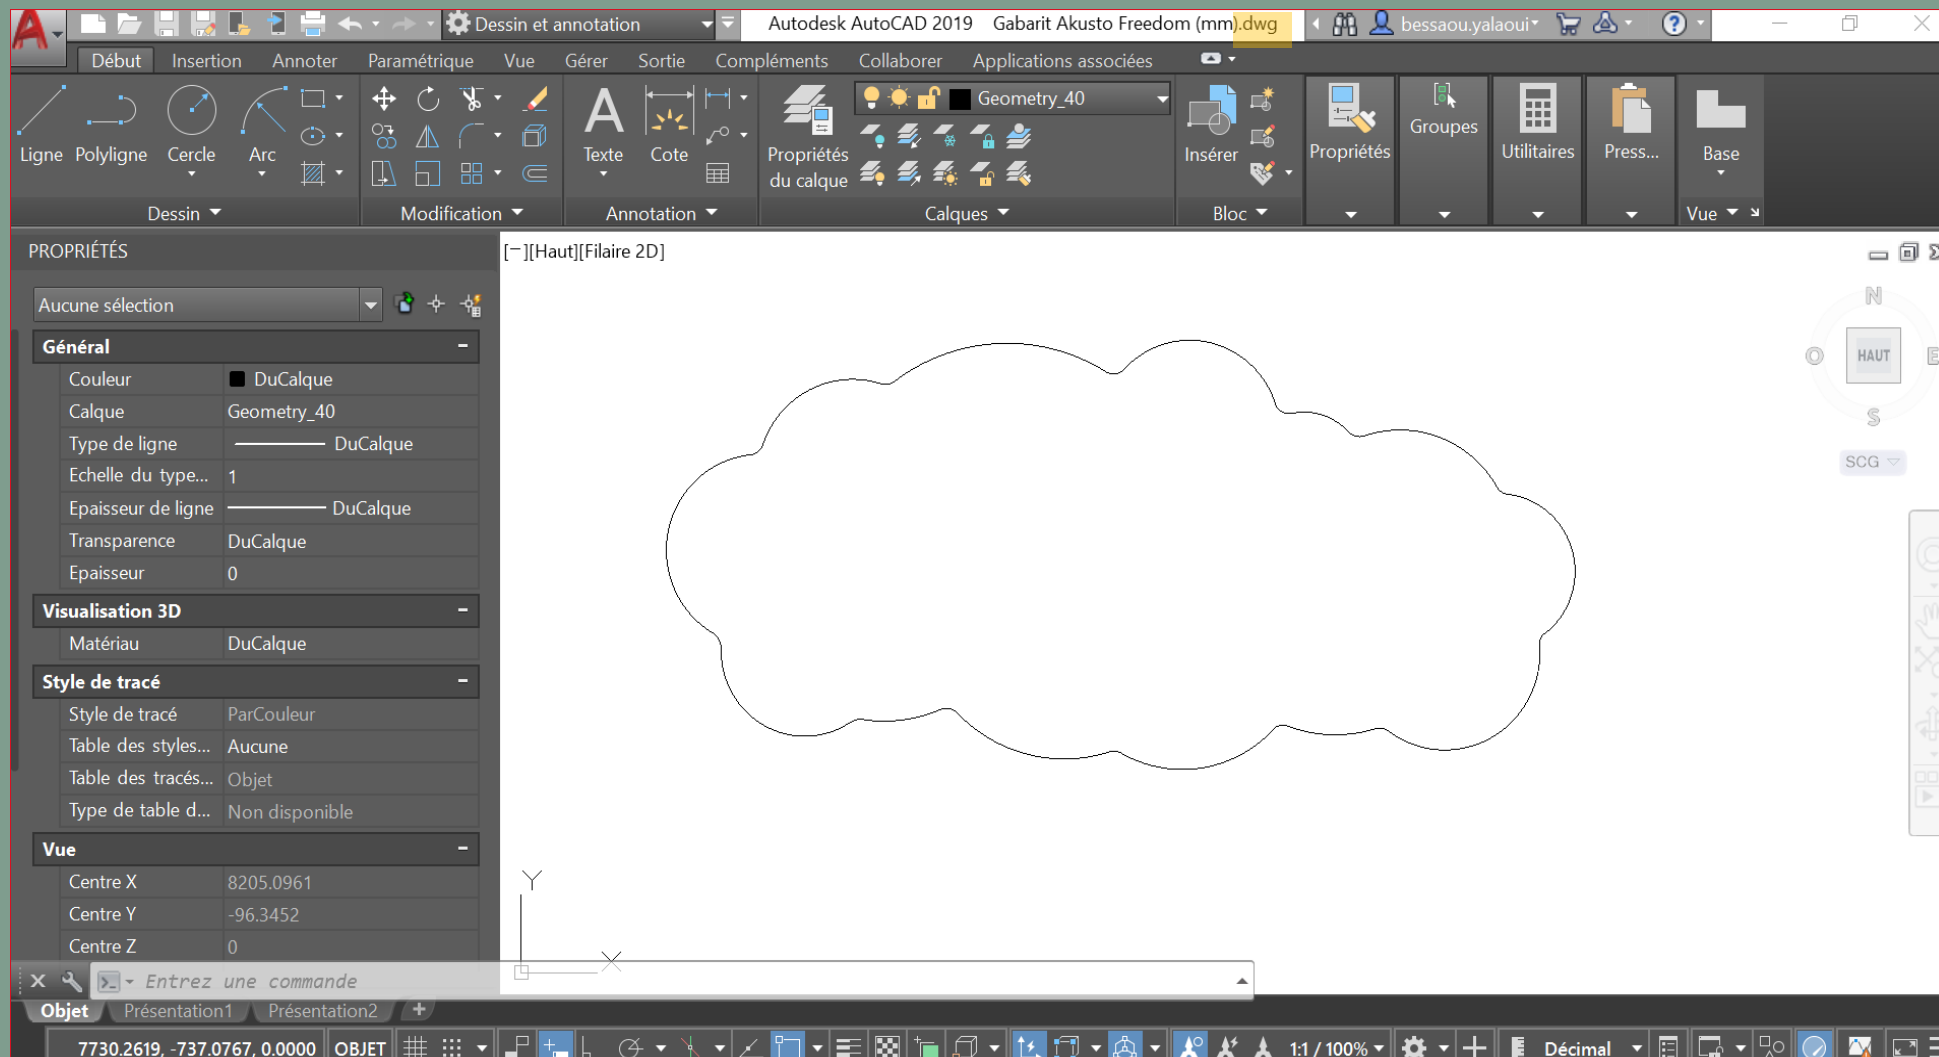 Dessin et annotation
Autodesk AutoCAD 2019 Gabarit Akusto Freedom (mm).dwg
bessaou.yalaoui
Début Insertion Annoter Paramétrique Vue Gérer Sortie Compléments Collaborer Applications associées
Geometry_40
Ligne Polyligne Cercle Arc
Texte Cote
Propriétés
du calque
Insérer
Propriétés
Groupes
Utilitaires
Press...
Base
Dessin Modification Annotation Calques Bloc Vue
PROPRIÉTÉS
[−][Haut][Filaire 2D]
Aucune sélection
Général
Couleur DuCalque
Calque Geometry_40
Type de ligne DuCalque
Echelle du type... 1
Epaisseur de ligne DuCalque
Transparence DuCalque
Epaisseur 0
Visualisation 3D
Matériau DuCalque
Style de tracé
Style de tracé ParCouleur
Table des styles... Aucune
Table des tracés... Objet
Type de table d... Non disponible
Vue
Centre X 8205.0961
Centre Y -96.3452
Centre Z 0
N
O HAUT E
S
SCG
Y
X
Entrez une commande
Objet Présentation1 Présentation2 +
7730.2619, -737.0767, 0.0000 OBJET 1:1 / 100% Décimal